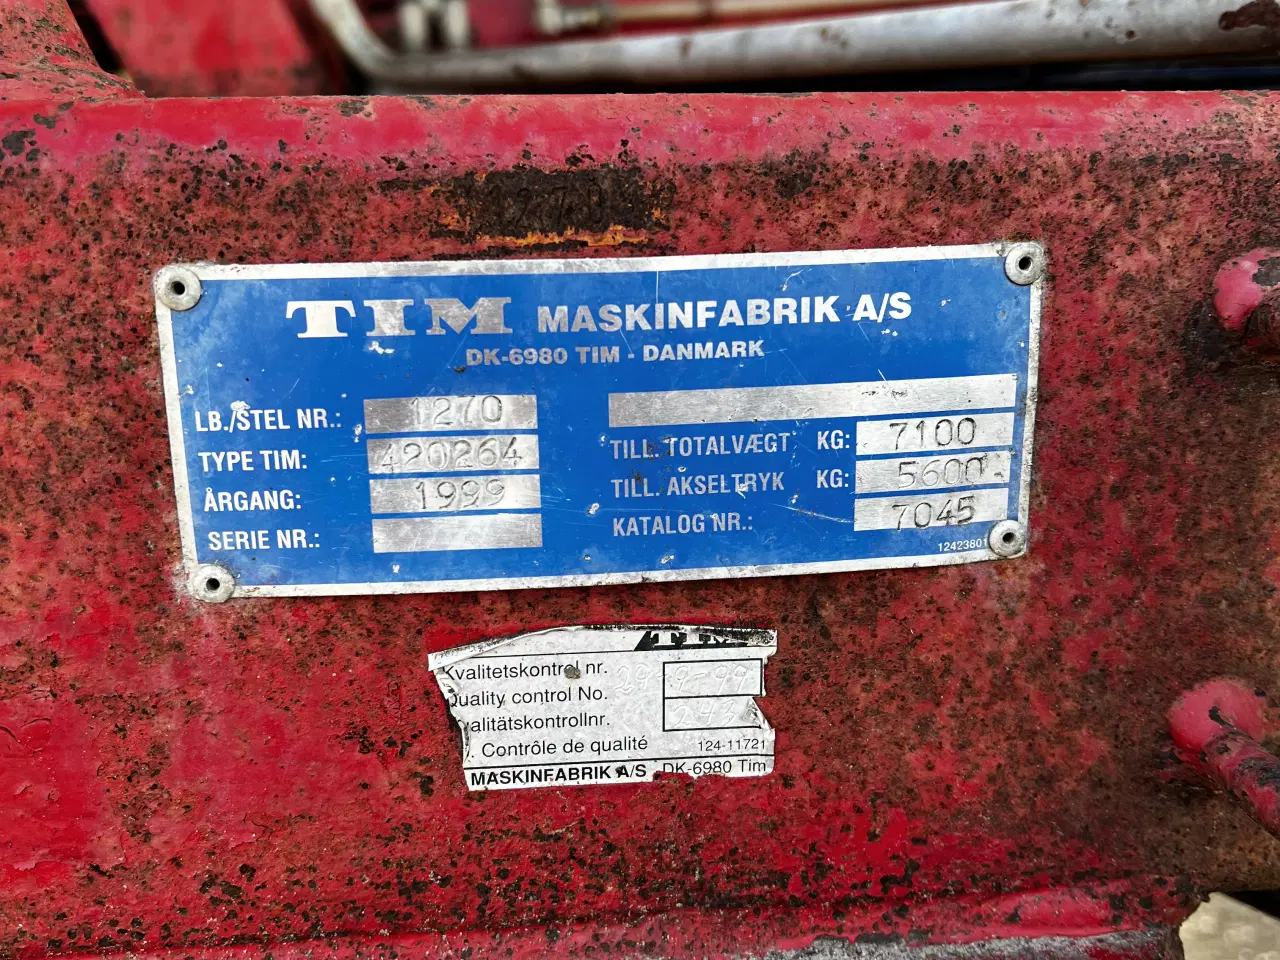 TIM MASKINFABRIK A/S
DK-6980 TIM - DANMARK
LB./STEL NR.: 1270
TYPE TIM: 420264
ÅRGANG: 1999
SERIE NR.:
TILL. TOTALVÆGT KG: 7100
TILL. AKSELTRYK KG: 5600
KATALOG NR.: 7045
12423801
TIM
Kvalitetskontrol nr.
Quality control No.
valitätskontrollnr.
Contrôle de qualité 124-11721
MASKINFABRIK A/S DK-6980 Tim